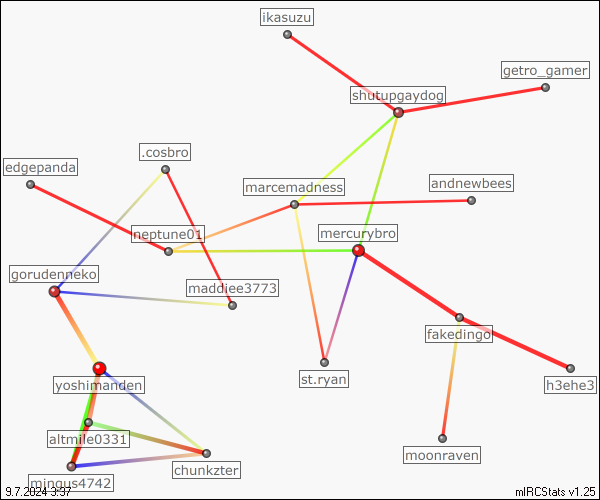 ikasuzu
getro_gamer
shutupgaydog
.cosbro
edgepanda
marcemadness
andnewbees
neptune01
mercurybro
gorudenneko
maddiee3773
fakedingo
st.ryan
yoshimanden
h3ehe3
altmile0331
moonraven
chunkzter
mingus4742
9.7.2024 3:37
mIRCStats v1.25